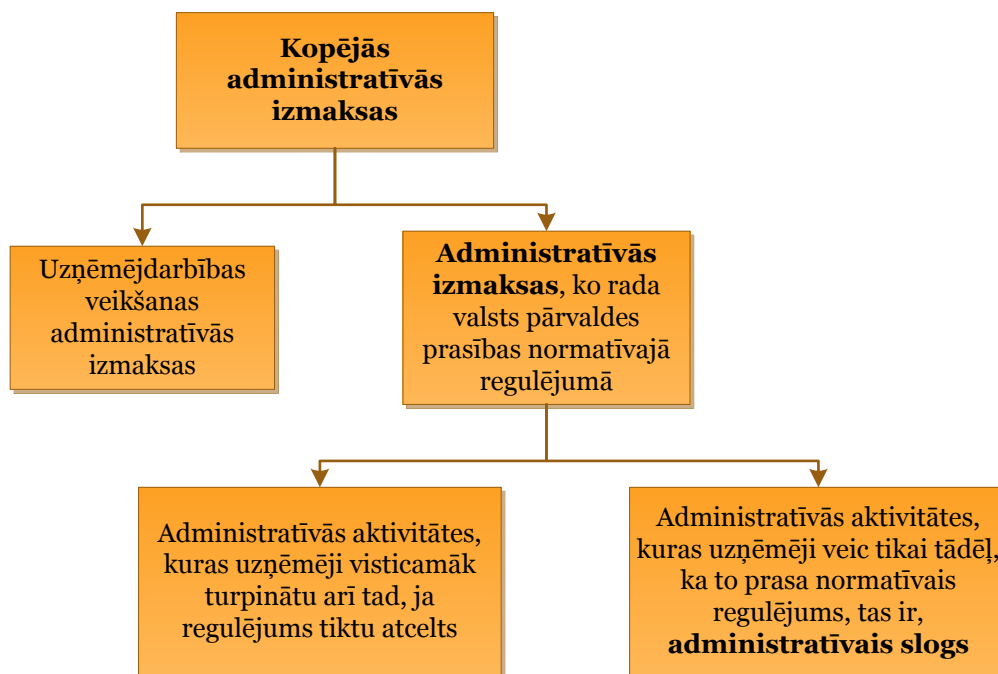 Kopējās
administratīvās
izmaksas
Uzņēmējdarbības
veikšanas
administratīvās
izmaksas
Administratīvās
izmaksas, ko rada
valsts pārvaldes
prasības normatīvajā
regulējumā
Administratīvās aktivitātes,
kuras uzņēmēji visticamāk
turpinātu arī tad, ja
regulējums tiktu atcelts
Administratīvās aktivitātes,
kuras uzņēmēji veic tikai tādēļ,
ka to prasa normatīvais
regulējums, tas ir,
administratīvais slogs